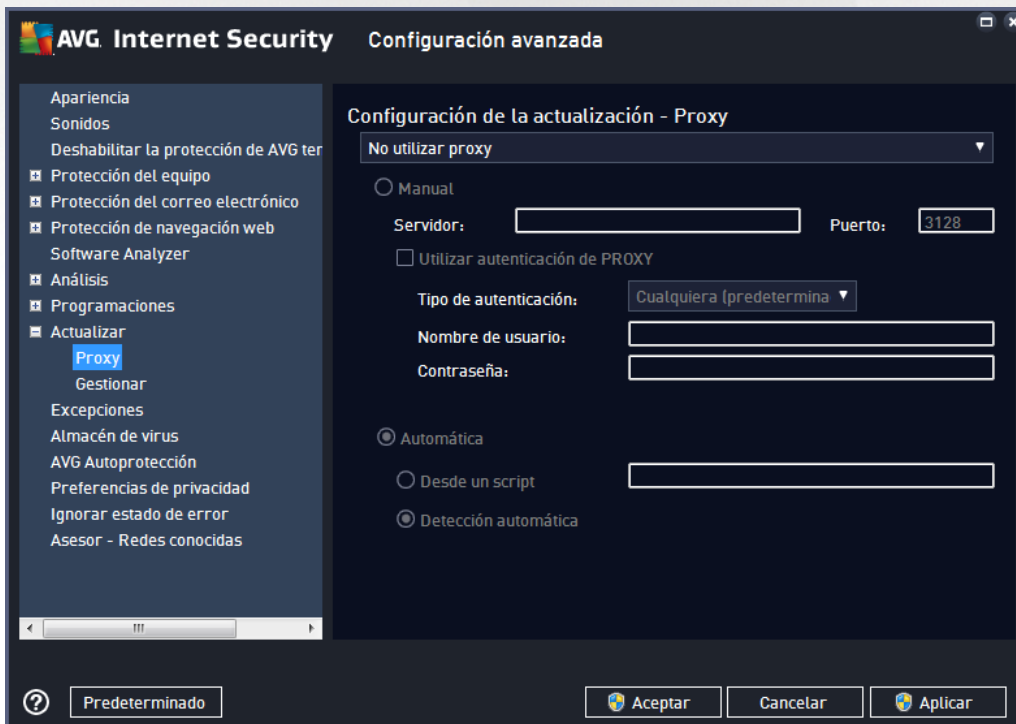 AVG Internet Security Configuración avanzada
Apariencia
Sonidos
Deshabilitar la protección de AVG ter
Protección del equipo
Protección del correo electrónico
Protección de navegación web
Software Analyzer
Análisis
Programaciones
Actualizar
Proxy
Gestionar
Excepciones
Almacén de virus
AVG Autoprotección
Preferencias de privacidad
Ignorar estado de error
Asesor - Redes conocidas
Configuración de la actualización - Proxy
No utilizar proxy
Manual
Servidor: Puerto: 3128
Utilizar autenticación de PROXY
Tipo de autenticación: Cualquiera (predetermina
Nombre de usuario:
Contraseña:
Automática
Desde un script
Detección automática
? Predeterminado Aceptar Cancelar Aplicar